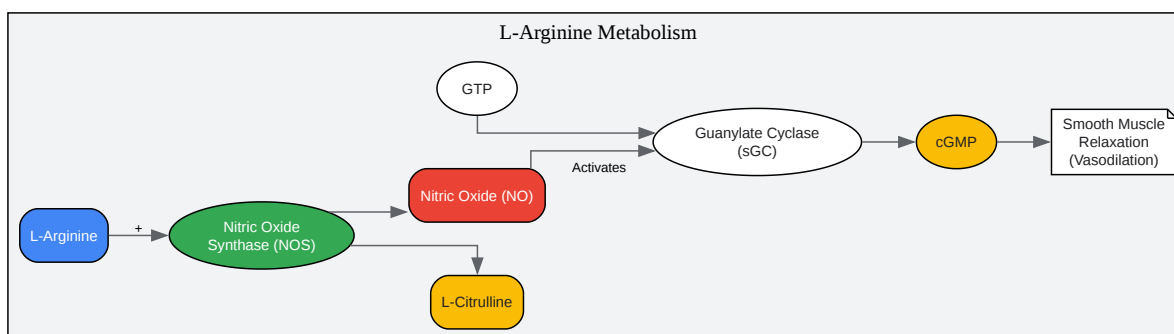 L-Arginine Metabolism
GTP
Guanylate Cyclase
(sGC)
cGMP
Smooth Muscle
Relaxation
(Vasodilation)
Activates
Nitric Oxide (NO)
L-Arginine
+
Nitric Oxide
Synthase (NOS)
L-Citrulline